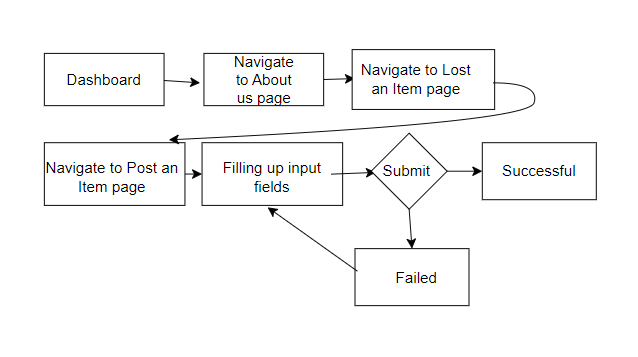 Dashboard
Navigate
to About
us page
Navigate to Lost
an Item page
Navigate to Post an
Item page
Filling up input
fields
Submit
Successful
Failed